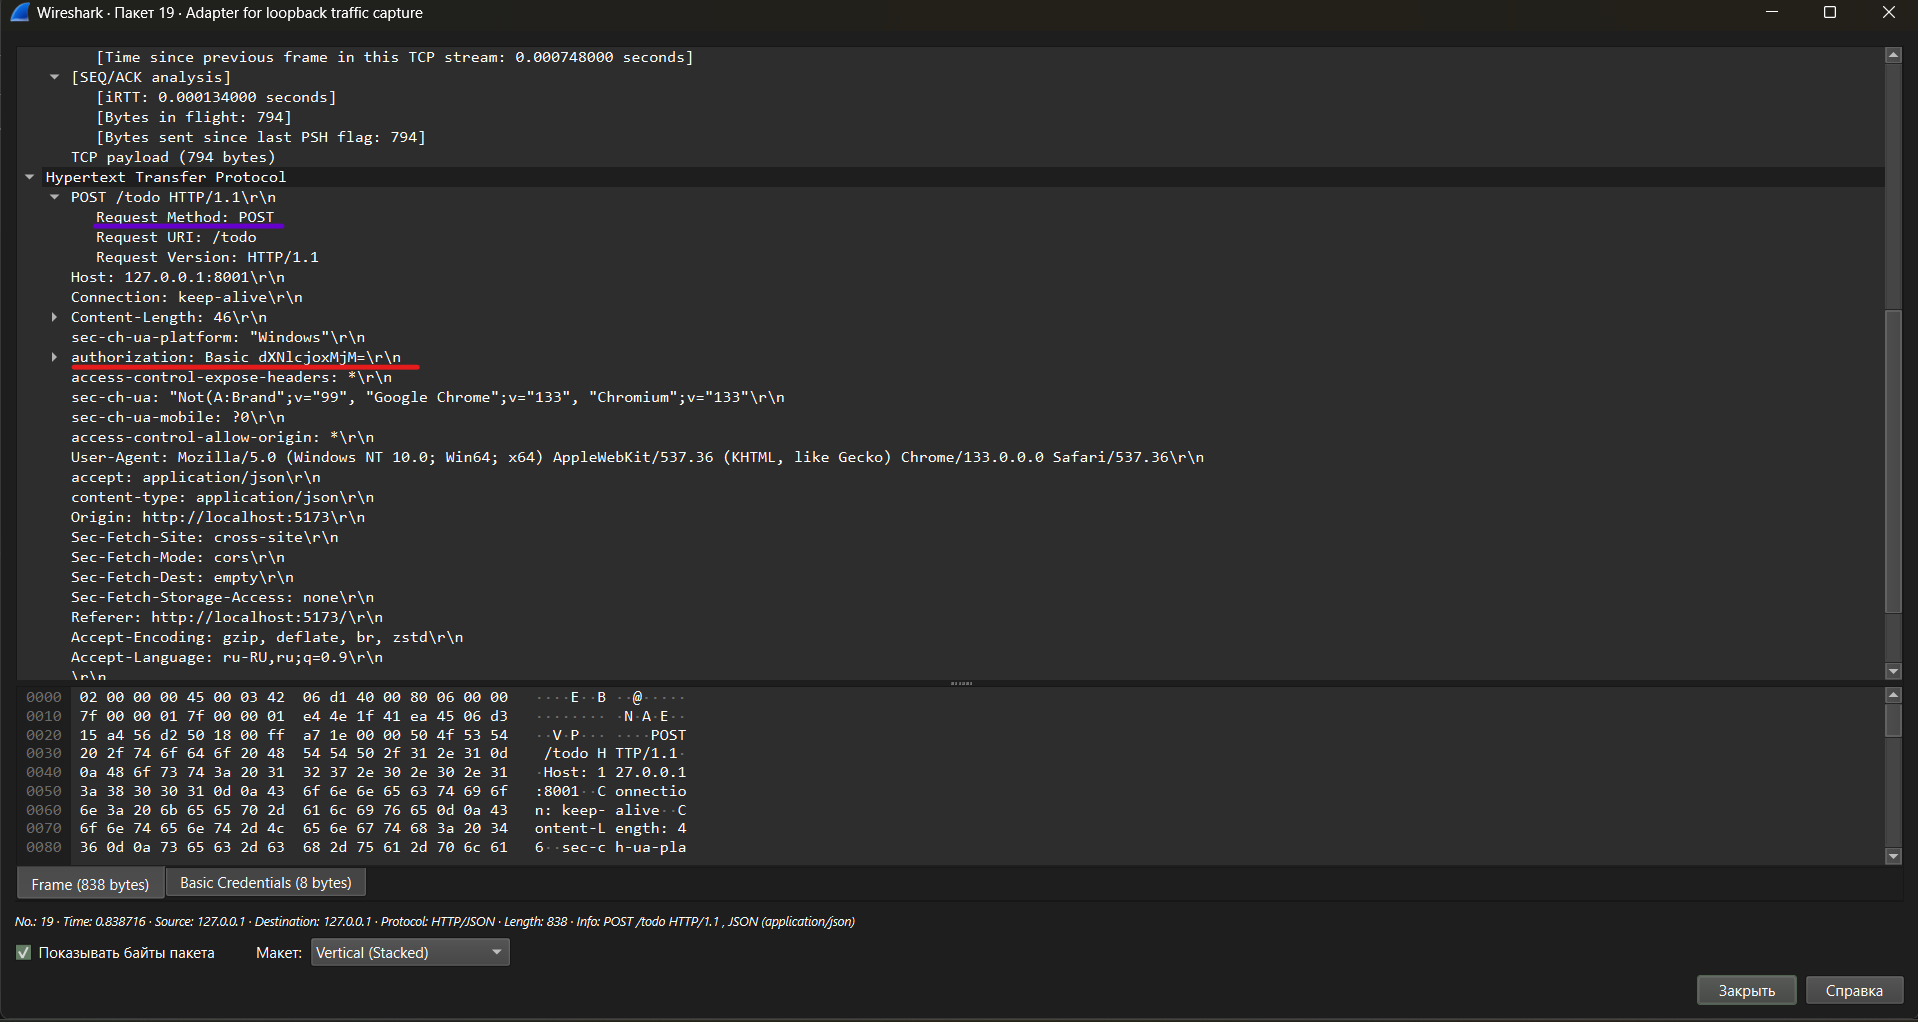 Wireshark · Пакет 19 · Adapter for loopback traffic capture
[Time since previous frame in this TCP stream: 0.000748000 seconds]
[SEQ/ACK analysis]
[iRTT: 0.000134000 seconds]
[Bytes in flight: 794]
[Bytes sent since last PSH flag: 794]
TCP payload (794 bytes)
Hypertext Transfer Protocol
POST /todo HTTP/1.1\r\n
Request Method: POST
Request URI: /todo
Request Version: HTTP/1.1
Host: 127.0.0.1:8001\r\n
Connection: keep-alive\r\n
Content-Length: 46\r\n
sec-ch-ua-platform: "Windows"\r\n
authorization: Basic dXNlcjoxMjM=\r\n
access-control-expose-headers: *\r\n
sec-ch-ua: "Not(A:Brand";v="99", "Google Chrome";v="133", "Chromium";v="133"\r\n
sec-ch-ua-mobile: ?0\r\n
access-control-allow-origin: *\r\n
User-Agent: Mozilla/5.0 (Windows NT 10.0; Win64; x64) AppleWebKit/537.36 (KHTML, like Gecko) Chrome/133.0.0.0 Safari/537.36\r\n
accept: application/json\r\n
content-type: application/json\r\n
Origin: http://localhost:5173\r\n
Sec-Fetch-Site: cross-site\r\n
Sec-Fetch-Mode: cors\r\n
Sec-Fetch-Dest: empty\r\n
Sec-Fetch-Storage-Access: none\r\n
Referer: http://localhost:5173/\r\n
Accept-Encoding: gzip, deflate, br, zstd\r\n
Accept-Language: ru-RU,ru;q=0.9\r\n
\r\n
0000 02 00 00 00 45 00 03 42 06 d1 40 00 80 06 00 00 ····E··B ··@·····
0010 7f 00 00 01 7f 00 00 01 e4 4e 1f 41 ea 45 06 d3 ········ ·N·A·E··
0020 15 a4 56 d2 50 18 00 ff a7 1e 00 00 50 4f 53 54 ··V·P··· ····POST
0030 20 2f 74 6f 64 6f 20 48 54 54 50 2f 31 2e 31 0d /todo H TTP/1.1·
0040 0a 48 6f 73 74 3a 20 31 32 37 2e 30 2e 30 2e 31 ·Host: 1 27.0.0.1
0050 3a 38 30 30 31 0d 0a 43 6f 6e 6e 65 63 74 69 6f :8001··C onnectio
0060 6e 3a 20 6b 65 65 70 2d 61 6c 69 76 65 0d 0a 43 n: keep- alive··C
0070 6f 6e 74 65 6e 74 2d 4c 65 6e 67 74 68 3a 20 34 ontent-L ength: 4
0080 36 0d 0a 73 65 63 2d 63 68 2d 75 61 2d 70 6c 61 6··sec-c h-ua-pla
Frame (838 bytes) Basic Credentials (8 bytes)
No.: 19 · Time: 0.838716 · Source: 127.0.0.1 · Destination: 127.0.0.1 · Protocol: HTTP/JSON · Length: 838 · Info: POST /todo HTTP/1.1 , JSON (application/json)
Показывать байты пакета Макет: Vertical (Stacked)
Закрыть Справка